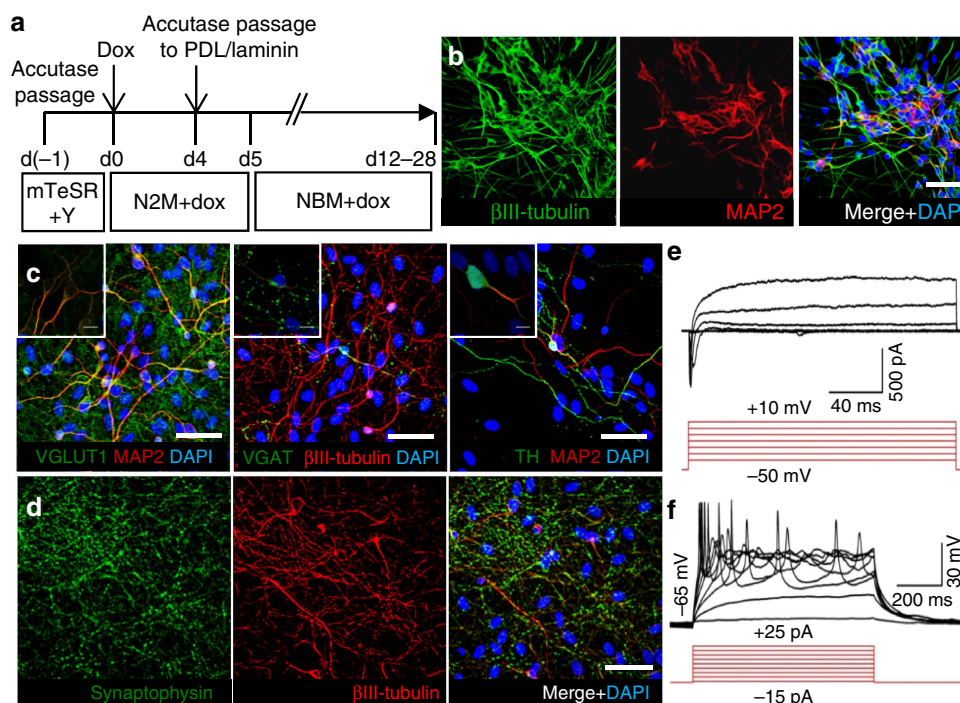 a
Accutase passage
to PDL/laminin
Dox
Accutase
passage
d(−1)
d0
d4
d5
d12–28
mTeSR
+Y
N2M+dox
NBM+dox
b
βIII-tubulin
MAP2
Merge+DAP
c
VGLUT1 MAP2 DAPI
VGAT βIII-tubulin DAPI
TH MAP2 DAPI
d
Synaptophysin
βIII-tubulin
Merge+DAPI
e
500 pA
40 ms
+10 mV
−50 mV
f
−65 mV
30 mV
200 ms
+25 pA
−15 pA